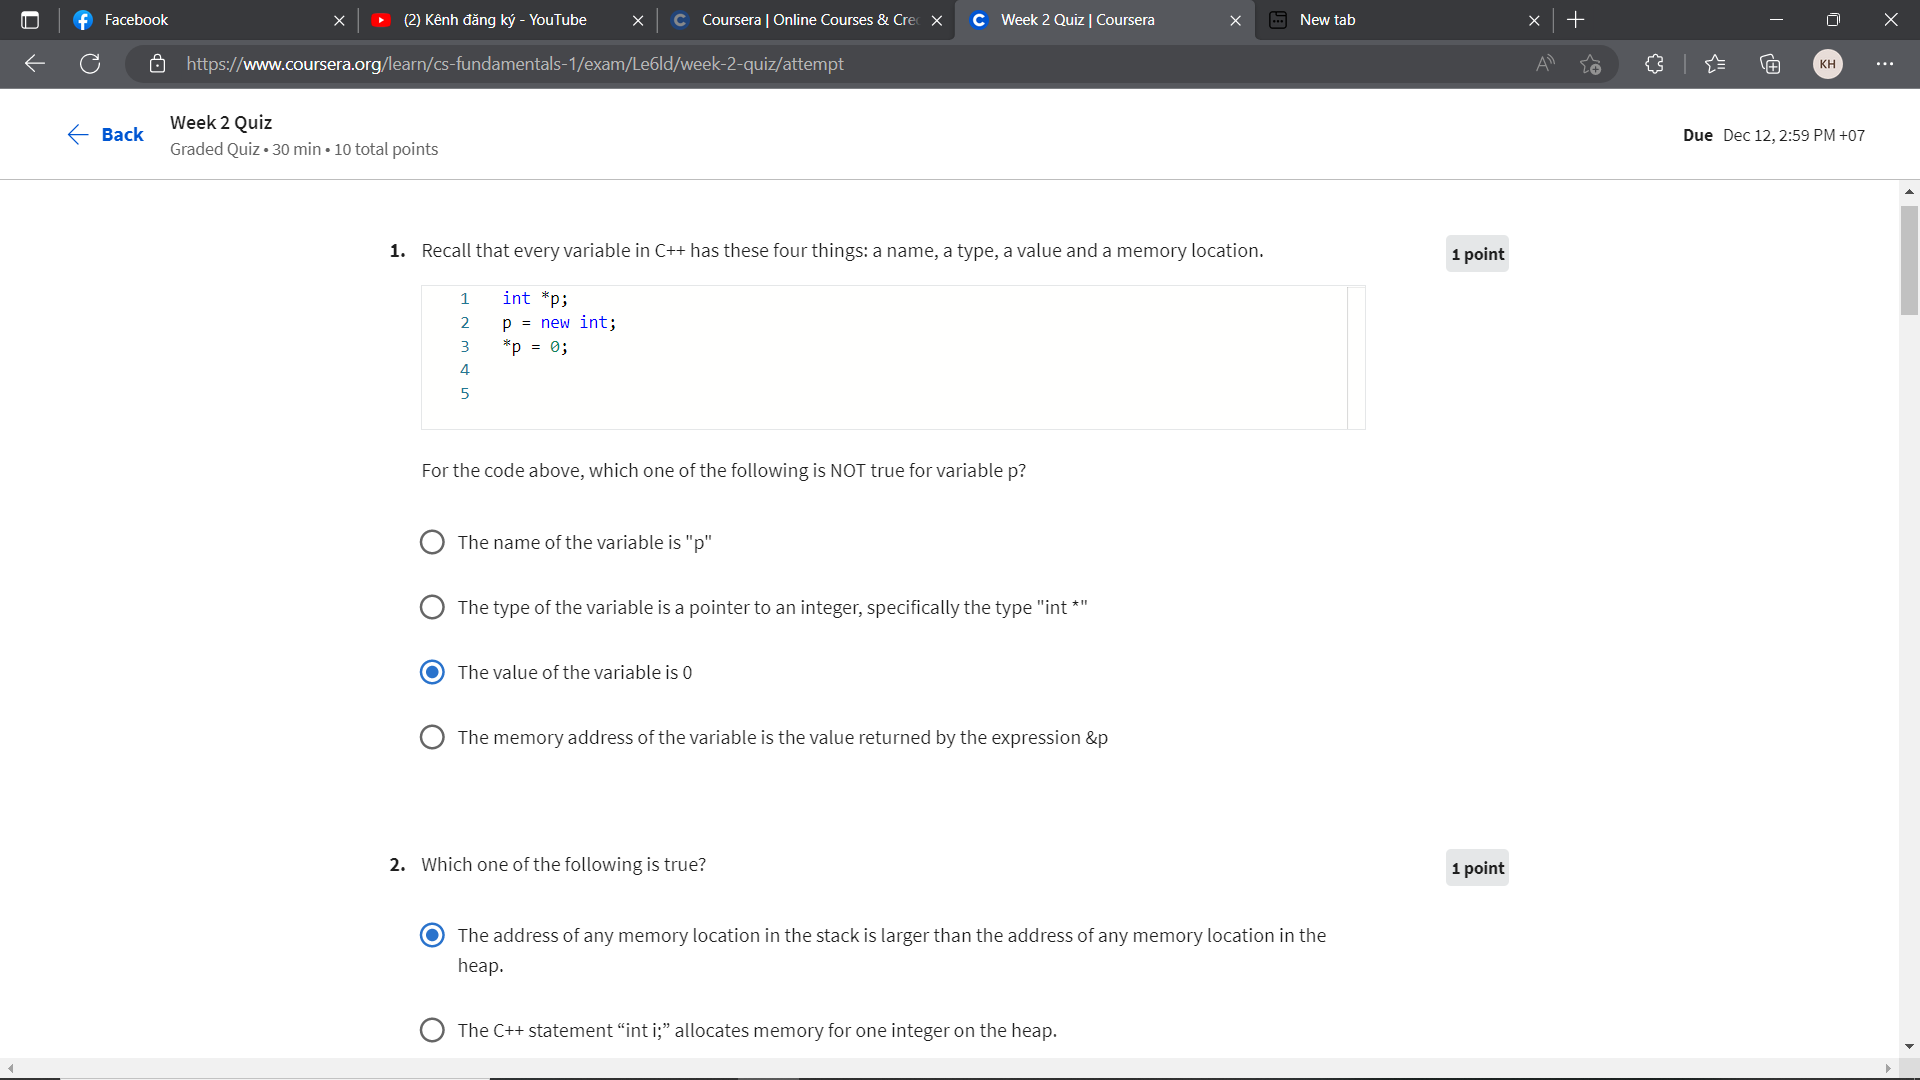 Facebook
(2) Kênh đăng ký - YouTube
Coursera | Online Courses & Cre
Week 2 Quiz | Coursera
New tab
https://www.coursera.org/learn/cs-fundamentals-1/exam/Le6ld/week-2-quiz/attempt
KH
Back
Week 2 Quiz
Graded Quiz • 30 min • 10 total points
Due Dec 12, 2:59 PM +07
1. Recall that every variable in C++ has these four things: a name, a type, a value and a memory location.
1 point
1 int *p;
2 p = new int;
3 *p = 0;
4
5
For the code above, which one of the following is NOT true for variable p?
The name of the variable is "p"
The type of the variable is a pointer to an integer, specifically the type "int *"
The value of the variable is 0
The memory address of the variable is the value returned by the expression &p
2. Which one of the following is true?
1 point
The address of any memory location in the stack is larger than the address of any memory location in the
heap.
The C++ statement “int i;” allocates memory for one integer on the heap.